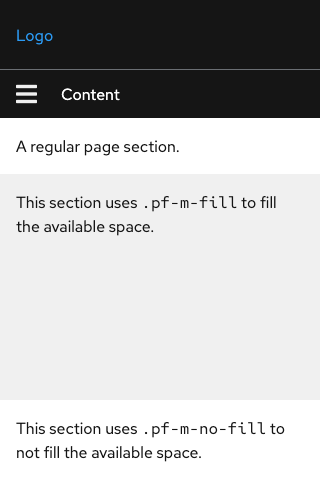 Logo
Content
A regular page section.
This section uses .pf-m-fill to fill
the available space.
This section uses .pf-m-no-fill to
not fill the available space.